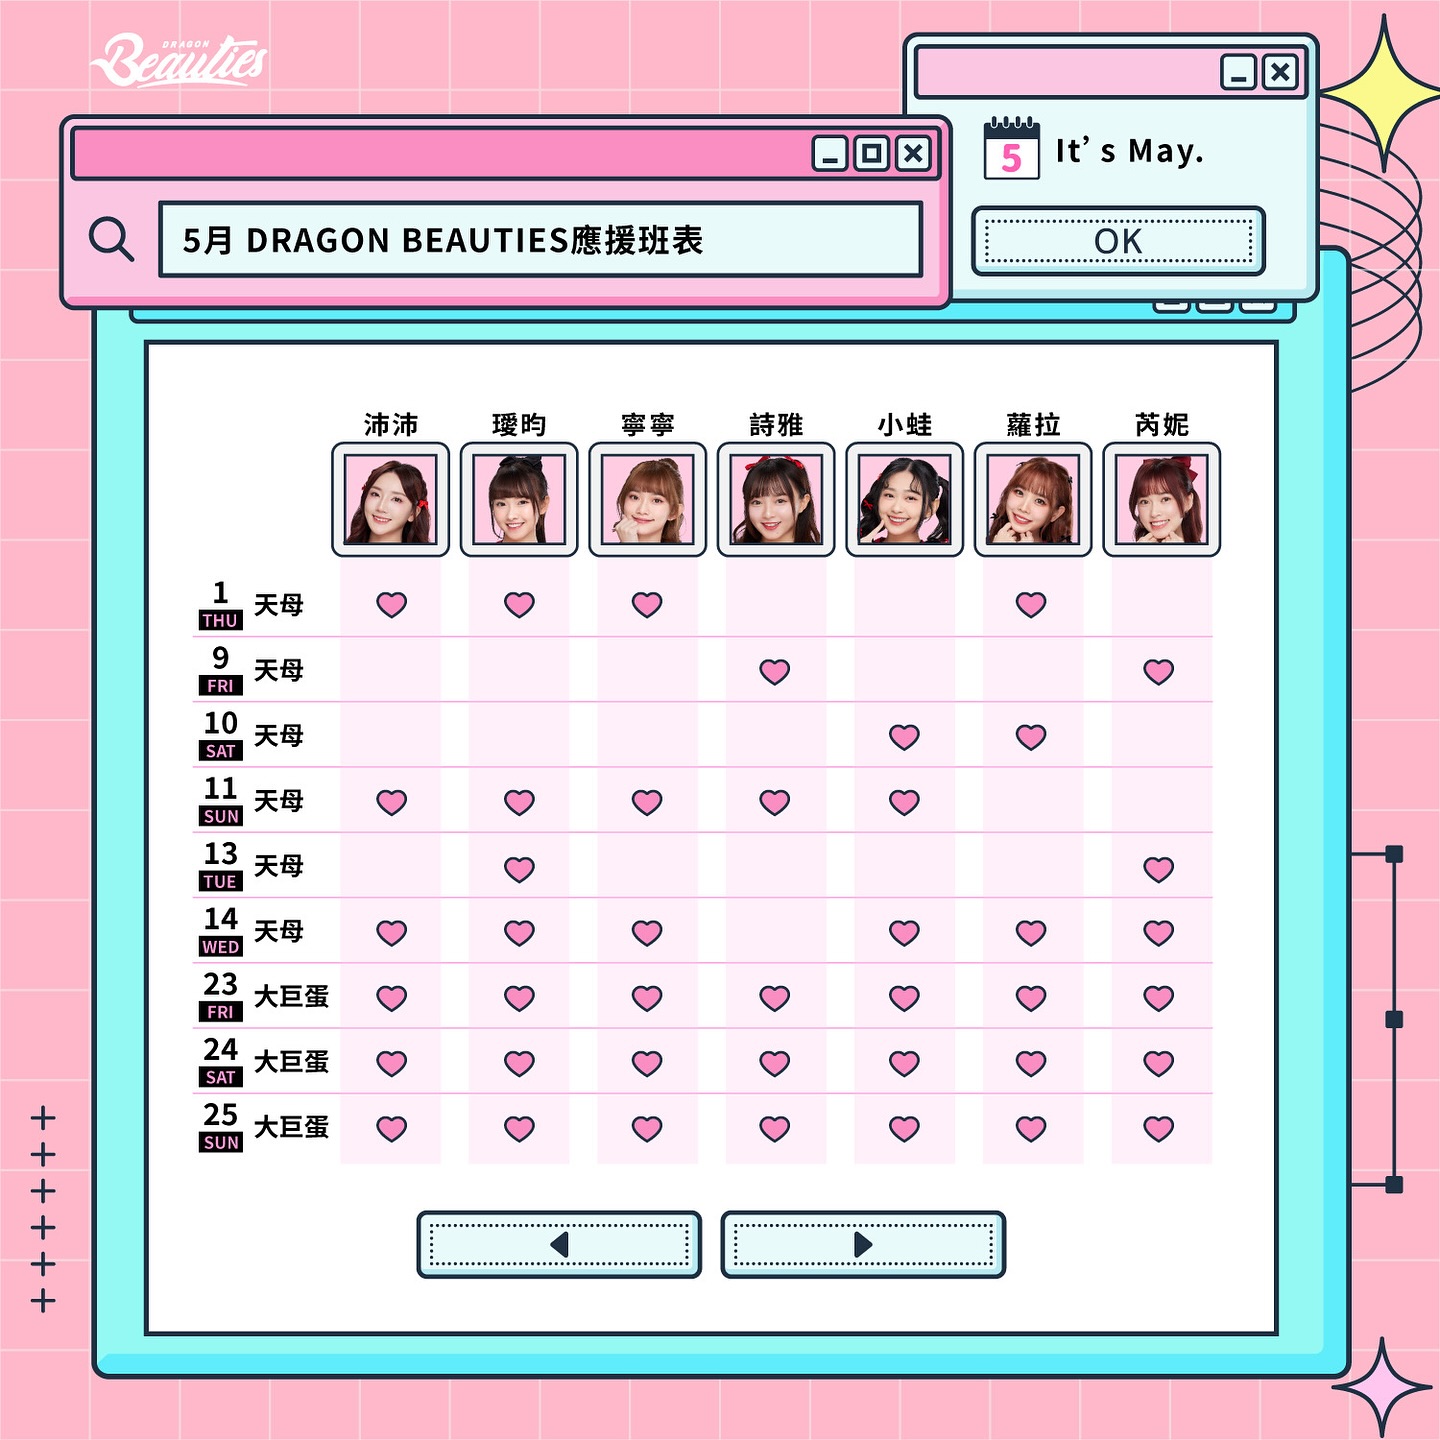 DRAGON
Beauties
5
It's May.
5月 DRAGON BEAUTIES應援班表
OK
沛沛 璦昀 寧寧 詩雅 小蛙 蘿拉 芮妮
1 THU 天母
9 FRI 天母
10 SAT 天母
11 SUN 天母
13 TUE 天母
14 WED 天母
23 FRI 大巨蛋
24 SAT 大巨蛋
25 SUN 大巨蛋